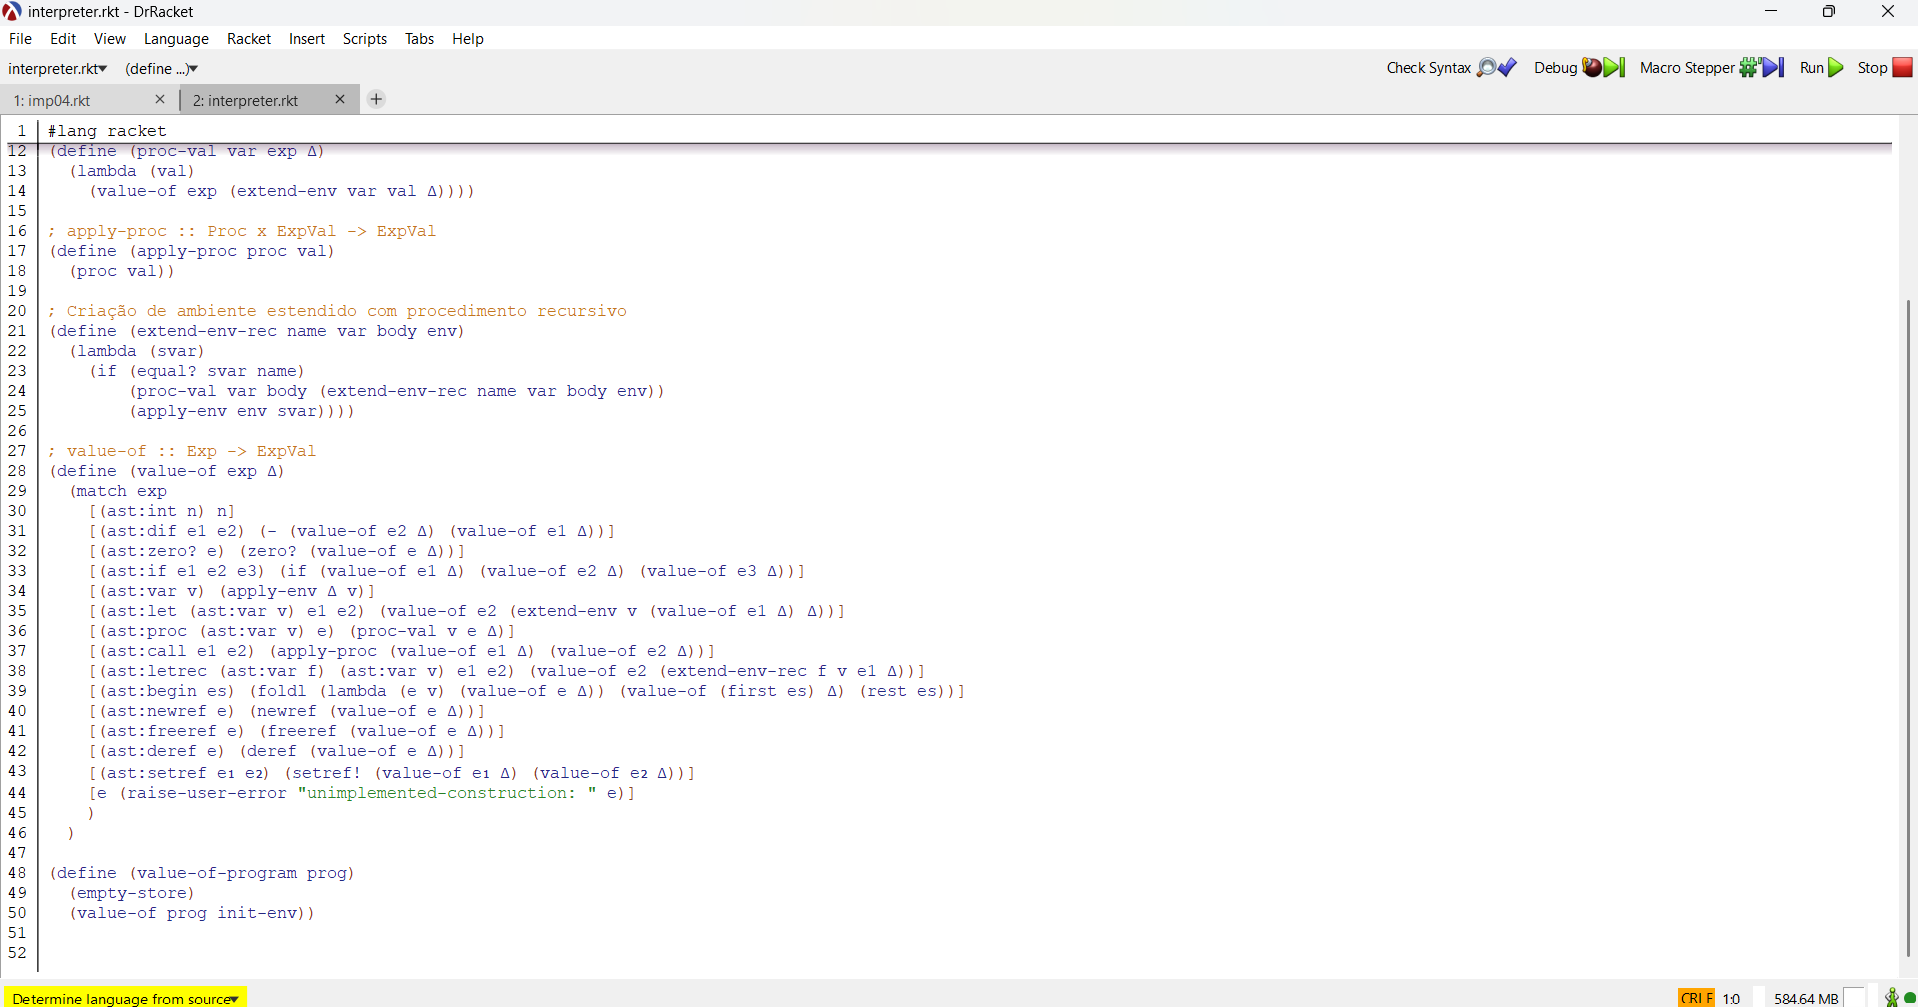 interpreter.rkt - DrRacket
File Edit View Language Racket Insert Scripts Tabs Help
interpreter.rkt▾ (define ...)▾ Check Syntax Debug Macro Stepper Run Stop
1: imp04.rkt × 2: interpreter.rkt × +
1 #lang racket
12 (define (proc-val var exp Δ)
13 (lambda (val)
14 (value-of exp (extend-env var val Δ))))
15
16 ; apply-proc :: Proc x ExpVal -> ExpVal
17 (define (apply-proc proc val)
18 (proc val))
19
20 ; Criação de ambiente estendido com procedimento recursivo
21 (define (extend-env-rec name var body env)
22 (lambda (svar)
23 (if (equal? svar name)
24 (proc-val var body (extend-env-rec name var body env))
25 (apply-env env svar))))
26
27 ; value-of :: Exp -> ExpVal
28 (define (value-of exp Δ)
29 (match exp
30 [(ast:int n) n]
31 [(ast:dif e1 e2) (- (value-of e2 Δ) (value-of e1 Δ))]
32 [(ast:zero? e) (zero? (value-of e Δ))]
33 [(ast:if e1 e2 e3) (if (value-of e1 Δ) (value-of e2 Δ) (value-of e3 Δ))]
34 [(ast:var v) (apply-env Δ v)]
35 [(ast:let (ast:var v) e1 e2) (value-of e2 (extend-env v (value-of e1 Δ) Δ))]
36 [(ast:proc (ast:var v) e) (proc-val v e Δ)]
37 [(ast:call e1 e2) (apply-proc (value-of e1 Δ) (value-of e2 Δ))]
38 [(ast:letrec (ast:var f) (ast:var v) e1 e2) (value-of e2 (extend-env-rec f v e1 Δ))]
39 [(ast:begin es) (foldl (lambda (e v) (value-of e Δ)) (value-of (first es) Δ) (rest es))]
40 [(ast:newref e) (newref (value-of e Δ))]
41 [(ast:freeref e) (freeref (value-of e Δ))]
42 [(ast:deref e) (deref (value-of e Δ))]
43 [(ast:setref e₁ e₂) (setref! (value-of e₁ Δ) (value-of e₂ Δ))]
44 [e (raise-user-error "unimplemented-construction: " e)]
45 )
46 )
47
48 (define (value-of-program prog)
49 (empty-store)
50 (value-of prog init-env))
51
52
Determine language from source▾ CRLF 1:0 584.64 MB